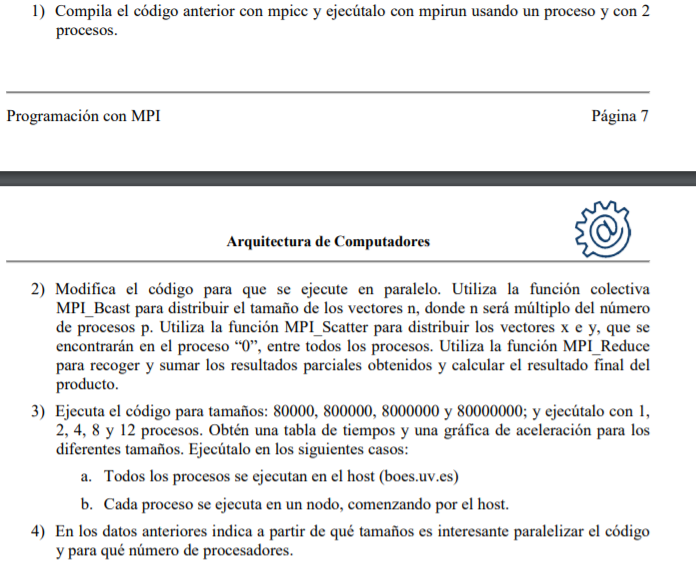 1) Compila el código anterior con mpicc y ejecútalo con mpirun usando un proceso y con 2
procesos.
Programación con MPI Página 7
Arquitectura de Computadores
2) Modifica el código para que se ejecute en paralelo. Utiliza la función colectiva
MPI_Bcast para distribuir el tamaño de los vectores n, donde n será múltiplo del número
de procesos p. Utiliza la función MPI_Scatter para distribuir los vectores x e y, que se
encontrarán en el proceso “0”, entre todos los procesos. Utiliza la función MPI_Reduce
para recoger y sumar los resultados parciales obtenidos y calcular el resultado final del
producto.
3) Ejecuta el código para tamaños: 80000, 800000, 8000000 y 80000000; y ejecútalo con 1,
2, 4, 8 y 12 procesos. Obtén una tabla de tiempos y una gráfica de aceleración para los
diferentes tamaños. Ejecútalo en los siguientes casos:
a. Todos los procesos se ejecutan en el host (boes.uv.es)
b. Cada proceso se ejecuta en un nodo, comenzando por el host.
4) En los datos anteriores indica a partir de qué tamaños es interesante paralelizar el código
y para qué número de procesadores.